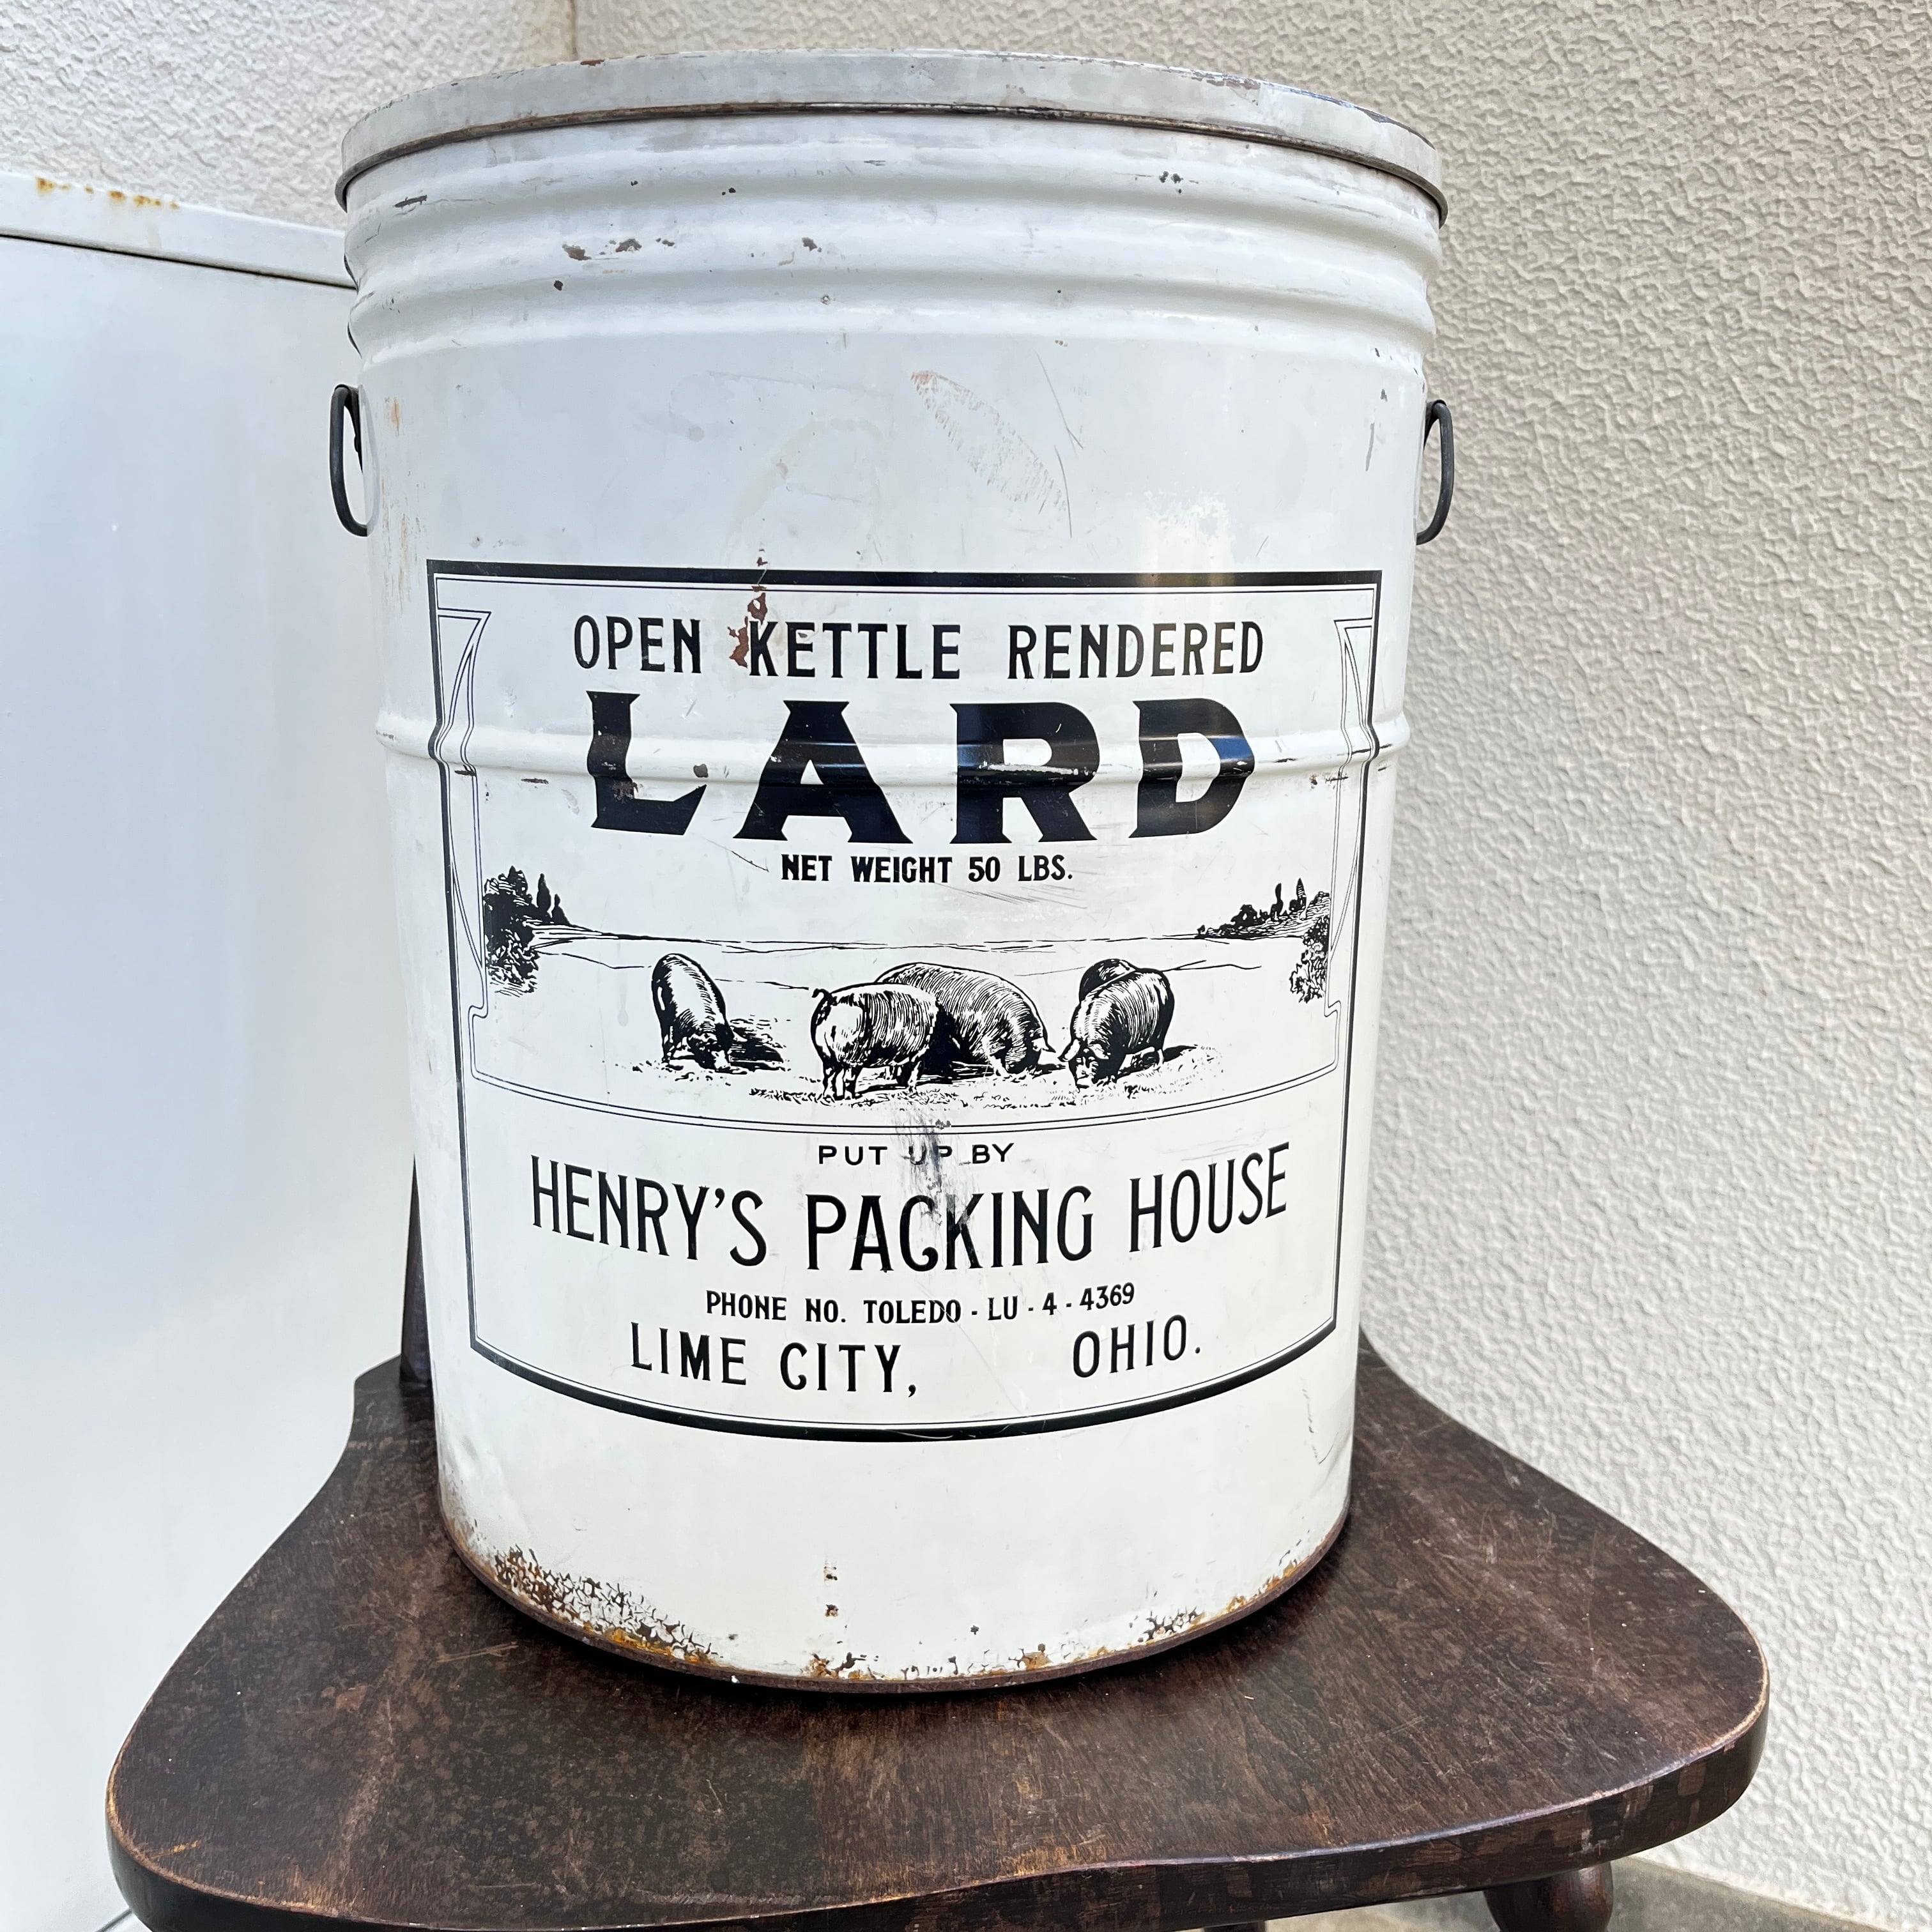 OPEN KETTLE RENDERED
LARD
NET WEIGHT 50 LBS.
PUT UP BY
HENRY'S PACKING HOUSE
PHONE NO. TOLEDO - LU - 4 - 4369
LIME CITY, OHIO.